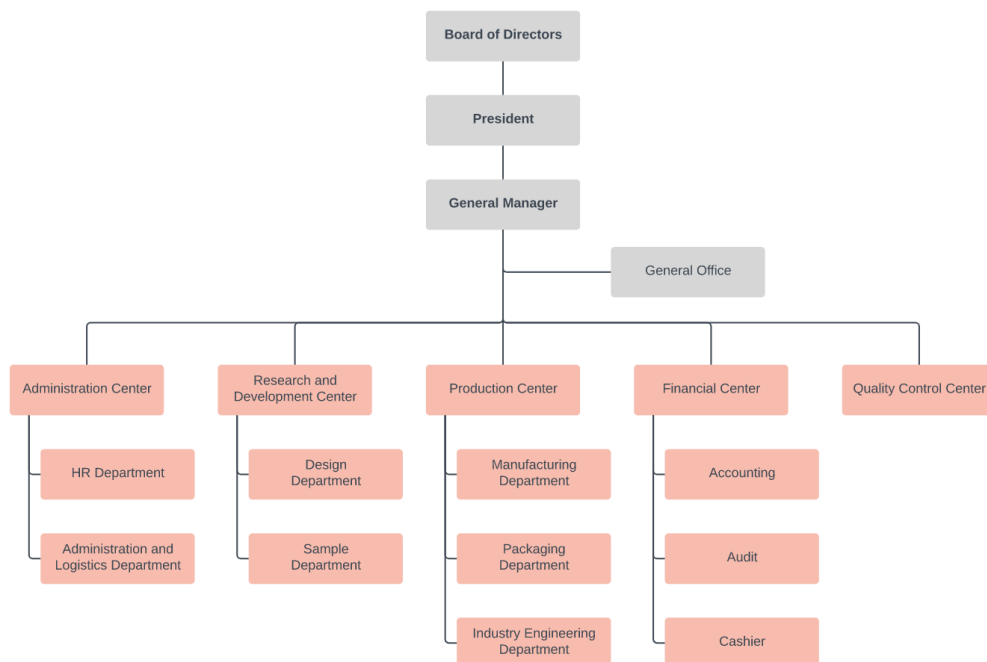 Board of Directors
President
General Manager
General Office
Administration Center
Research and
Development Center
Production Center
Financial Center
Quality Control Center
HR Department
Design
Department
Manufacturing
Department
Accounting
Administration and
Logistics Department
Sample
Department
Packaging
Department
Audit
Industry Engineering
Department
Cashier